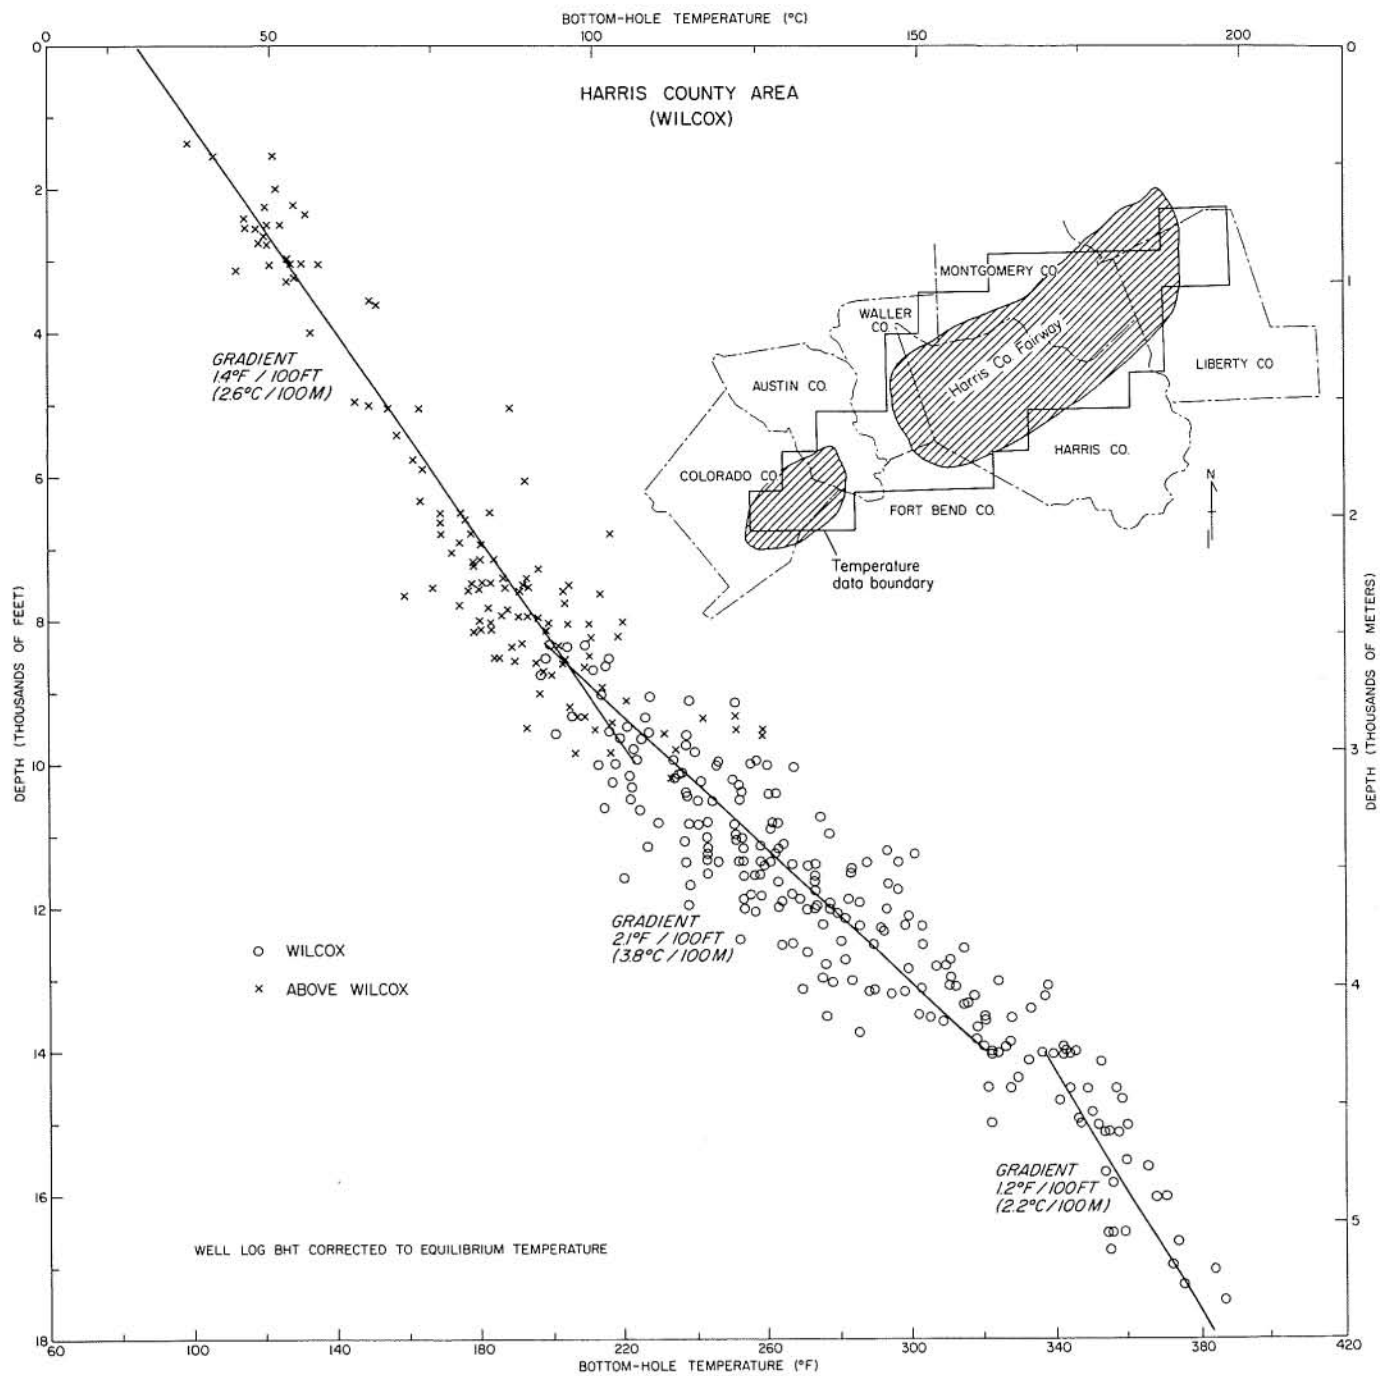 BOTTOM-HOLE TEMPERATURE (°C)
0 50 100 150 200
HARRIS COUNTY AREA
(WILCOX)
0
2
4
6
8
10
12
14
16
18
DEPTH (THOUSANDS OF FEET)
0
1
2
3
4
5
DEPTH (THOUSANDS OF METERS)
MONTGOMERY CO.
WALLER
CO.
Harris Co. Fairway
LIBERTY CO
AUSTIN CO.
HARRIS CO.
COLORADO CO.
FORT BEND CO.
N
Temperature
data boundary
GRADIENT
1.4°F / 100FT
(2.6°C / 100M)
GRADIENT
2.1°F / 100FT
(3.8°C / 100M)
WILCOX
ABOVE WILCOX
GRADIENT
1.2°F / 100FT
(2.2°C / 100M)
WELL LOG BHT CORRECTED TO EQUILIBRIUM TEMPERATURE
60 100 140 180 220 260 300 340 380 420
BOTTOM-HOLE TEMPERATURE (°F)